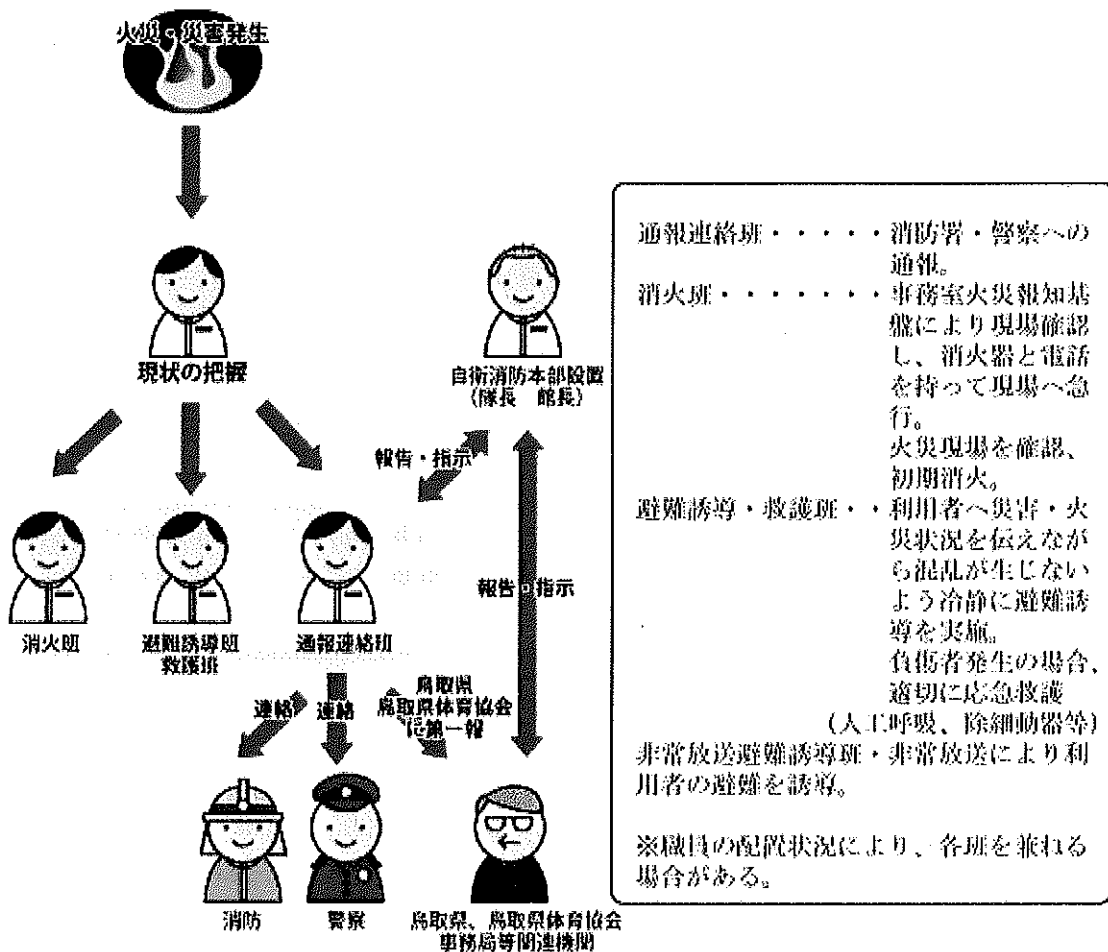 火災・災害発生
現状の把握
自衛消防本部設置
(隊長　館長)
報告・指示
消火班
避難誘導班
救護班
通報連絡班
報告・指示
連絡
連絡
鳥取県
鳥取県体育協会
に第一報
消防
警察
鳥取県、鳥取県体育協会
事務局等関連機関
通報連絡班・・・・・消防署・警察への
通報。
消火班・・・・・・・事務室火災報知基
盤により現場確認
し、消火器と電話
を持って現場へ急
行。
火災現場を確認、
初期消火。
避難誘導・救護班・・利用者へ災害・火
災状況を伝えなが
ら混乱が生じない
よう冷静に避難誘
導を実施。
負傷者発生の場合、
適切に応急救護
(人工呼吸、除細動器等)
非常放送避難誘導班・非常放送により利
用者の避難を誘導。
※職員の配置状況により、各班を兼ねる
場合がある。